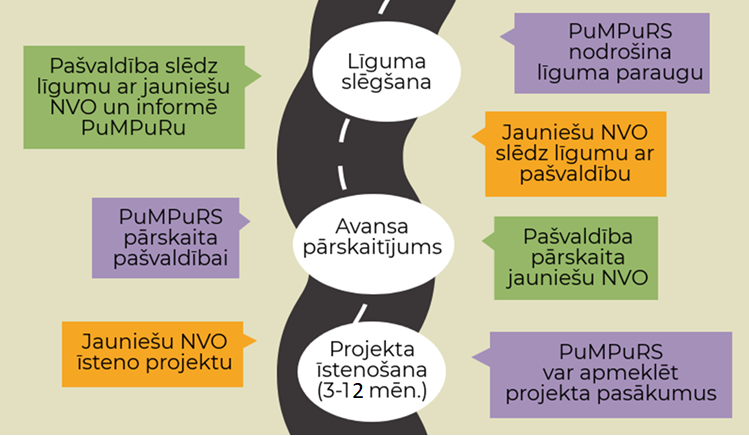 Līguma
slēgšana
PuMPuRS
nodrošina
līguma paraugu
Pašvaldība slēdz
līgumu ar jauniešu
NVO un informē
PuMPuRu
Jauniešu NVO
slēdz līgumu ar
pašvaldību
Avansa
pārskaitījums
PuMPuRS
pārskaita
pašvaldībai
Pašvaldība
pārskaita
jauniešu NVO
Projekta
īstenošana
(3-12 mēn.)
Jauniešu NVO
īsteno projektu
PuMPuRS
var apmeklēt
projekta pasākumus